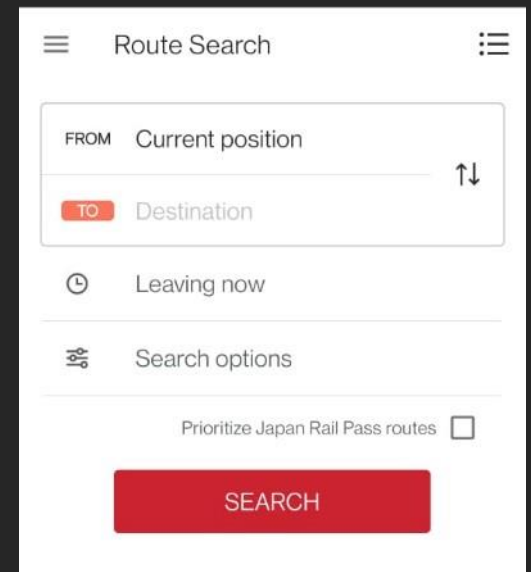 Route Search
FROM Current position
TO Destination
Leaving now
Search options
Prioritize Japan Rail Pass routes
SEARCH